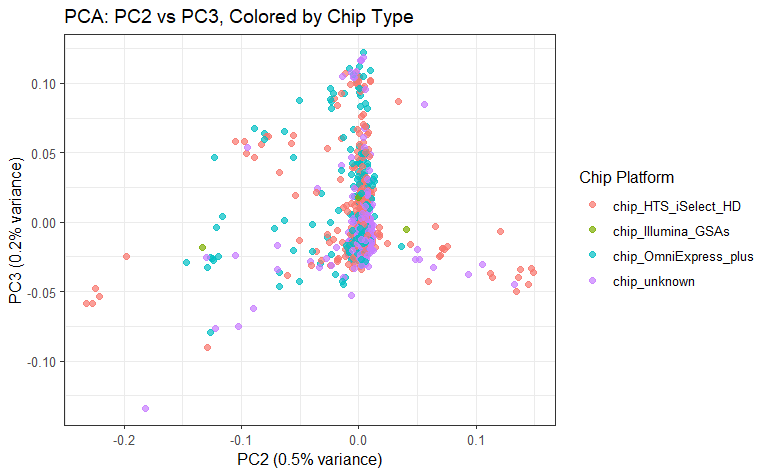 PCA: PC2 vs PC3, Colored by Chip Type
0.10
0.05
0.00
-0.05
-0.10
PC3 (0.2% variance)
-0.2
-0.1
0.0
0.1
PC2 (0.5% variance)
Chip Platform
chip_HTS_iSelect_HD
chip_Illumina_GSAs
chip_OmniExpress_plus
chip_unknown